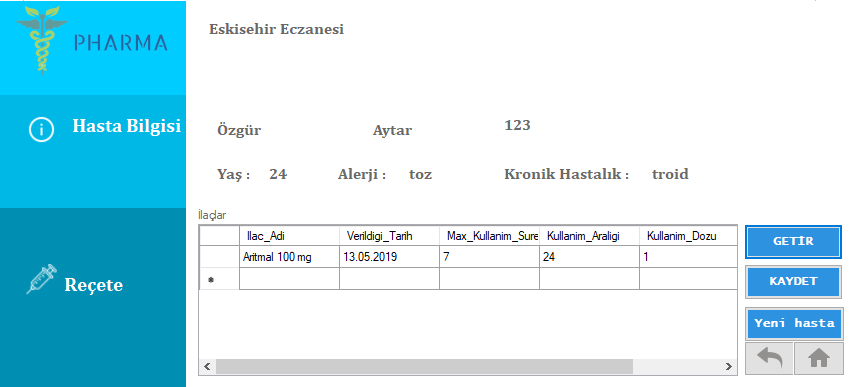 PHARMA
Eskisehir Eczanesi
Hasta Bilgisi
Özgür Aytar 123
Yaş : 24 Alerji : toz Kronik Hastalık : troid
Reçete
İlaçlar
Ilac_Adi Verildigi_Tarih Max_Kullanim_Sure Kullanim_Araligi Kullanim_Dozu
Aritmal 100 mg 13.05.2019 7 24 1
*
GETİR
KAYDET
Yeni hasta